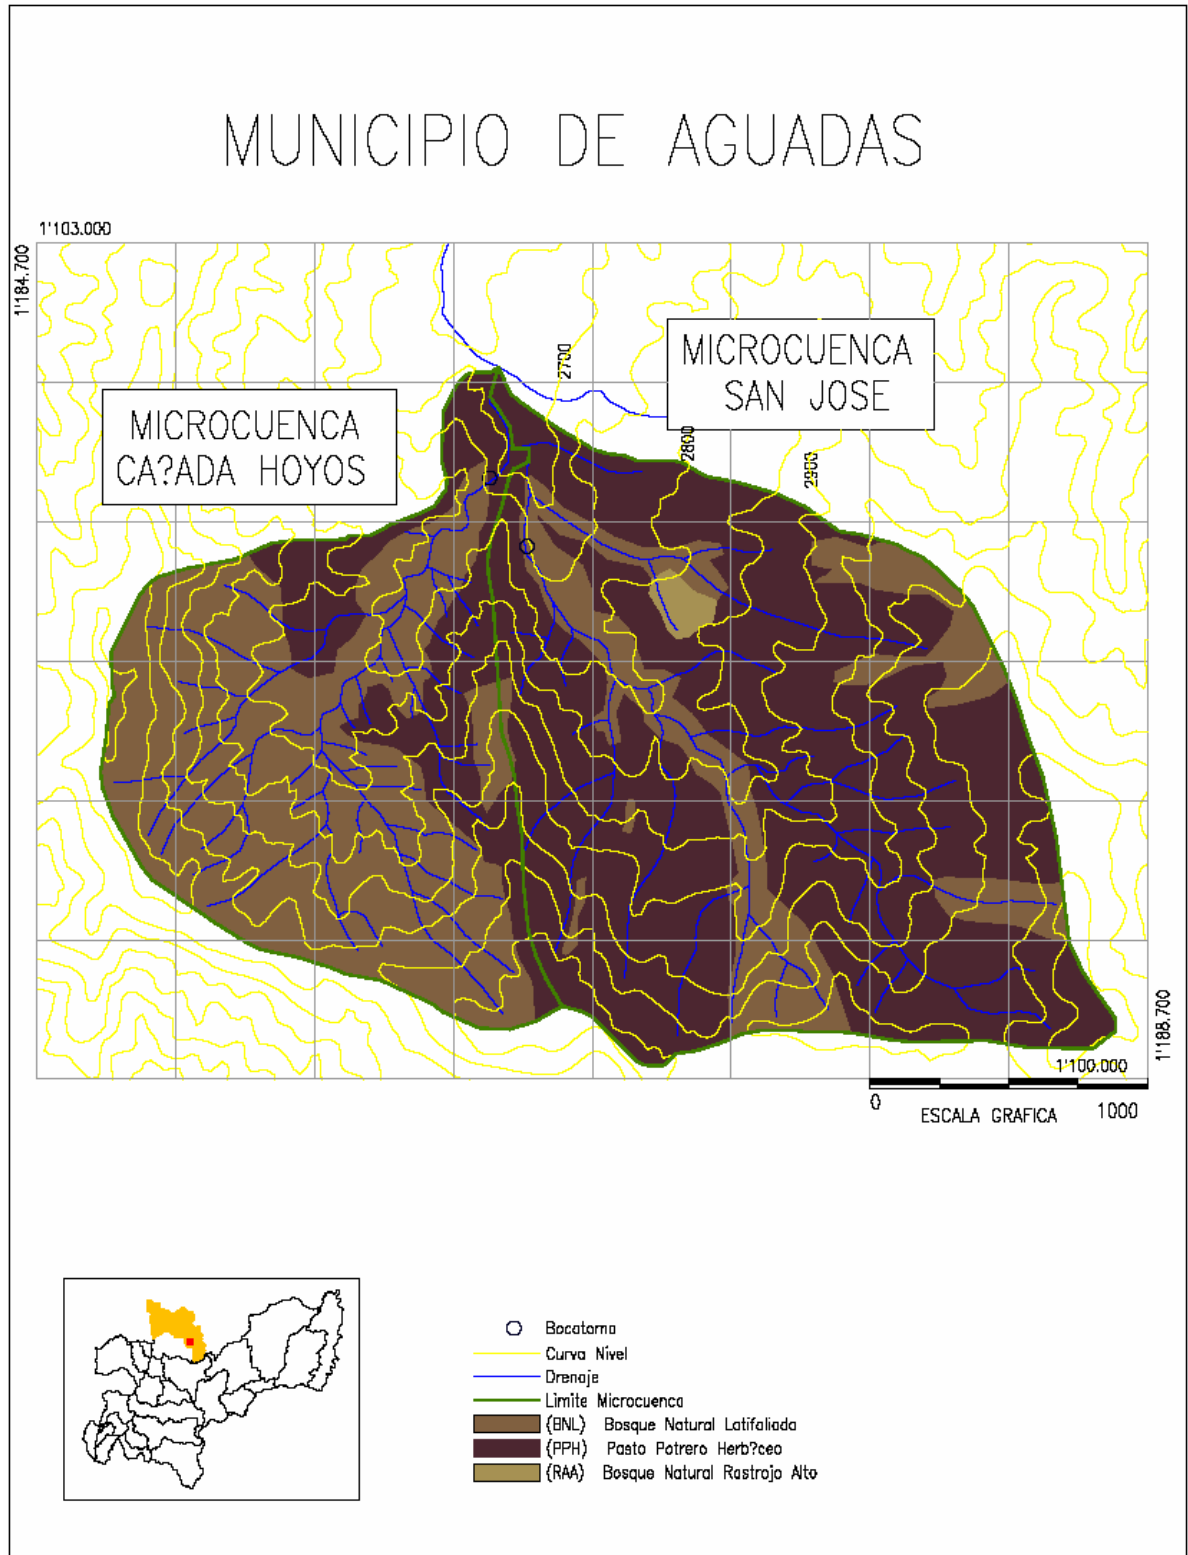 MUNICIPIO DE AGUADAS
1'103.000
1'184.700
MICROCUENCA
SAN JOSE
2700
MICROCUENCA
CA?ADA HOYOS
2800
2900
1'188.700
1'100.000
0
ESCALA GRAFICA
1000
Bocatoma
Curva Nivel
Drenaje
Limite Microcuenca
(BNL) Bosque Natural Latifaliada
(PPH) Pasto Potrero Herb?ceo
(RAA) Bosque Natural Rastrojo Alto